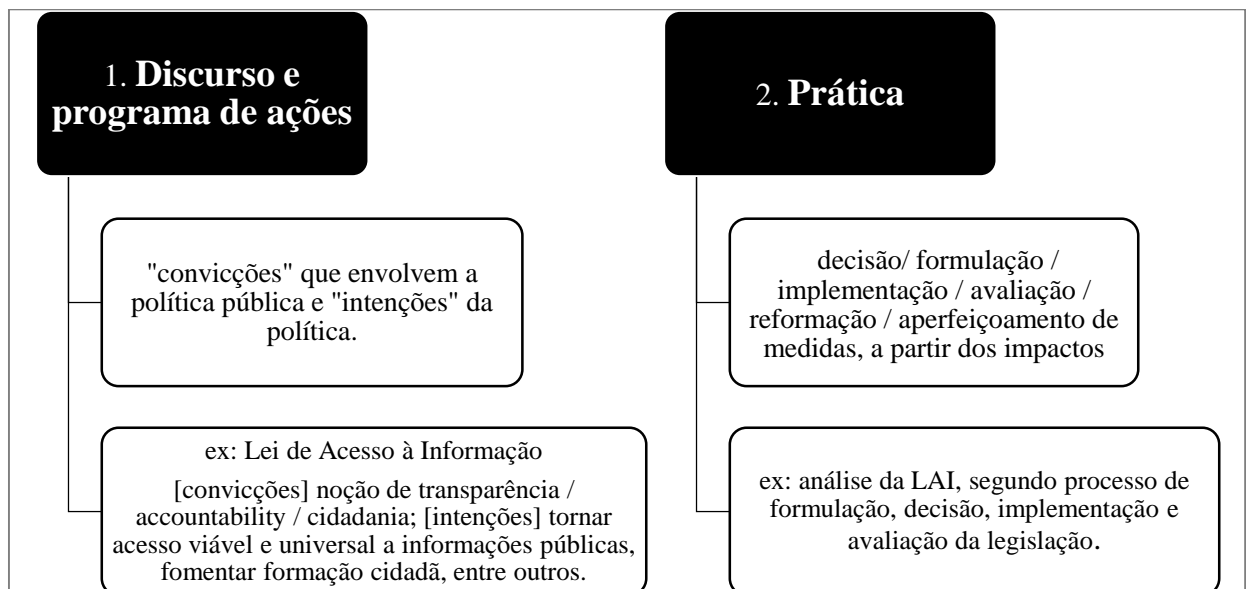 1. Discurso e
programa de ações
"convicções" que envolvem a
política pública e "intenções" da
política.
ex: Lei de Acesso à Informação
[convicções] noção de transparência /
accountability / cidadania; [intenções] tornar
acesso viável e universal a informações públicas,
fomentar formação cidadã, entre outros.
2. Prática
decisão/ formulação /
implementação / avaliação /
reformação / aperfeiçoamento de
medidas, a partir dos impactos
ex: análise da LAI, segundo processo de
formulação, decisão, implementação e
avaliação da legislação.